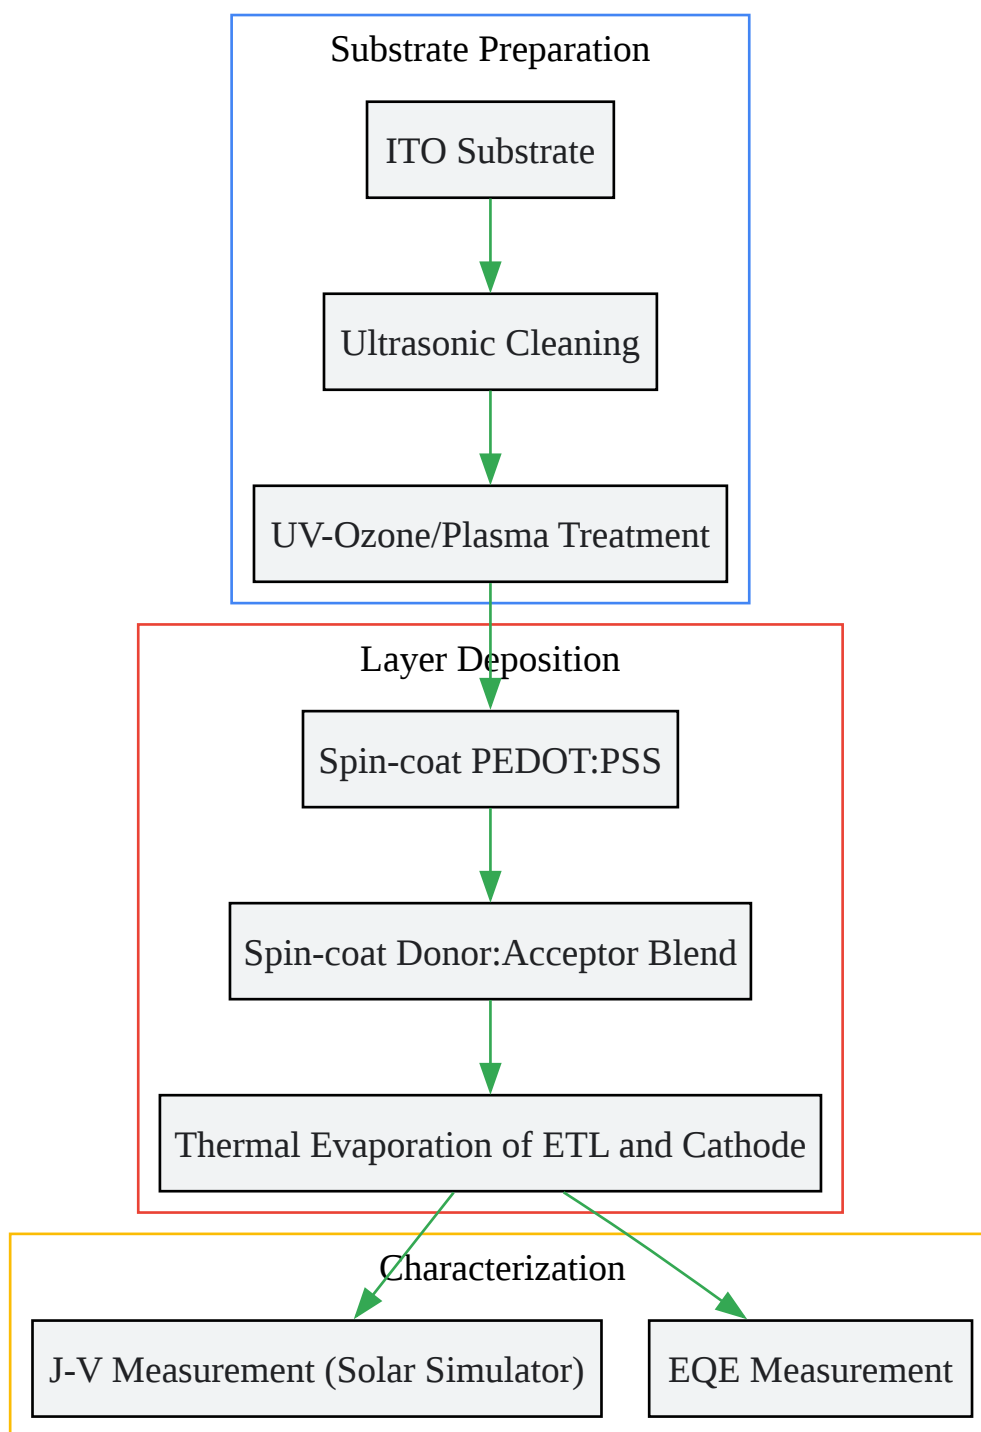 Substrate Preparation
ITO Substrate
Ultrasonic Cleaning
UV-Ozone/Plasma Treatment
Layer Deposition
Spin-coat PEDOT:PSS
Spin-coat Donor:Acceptor Blend
Thermal Evaporation of ETL and Cathode
Characterization
J-V Measurement (Solar Simulator)
EQE Measurement